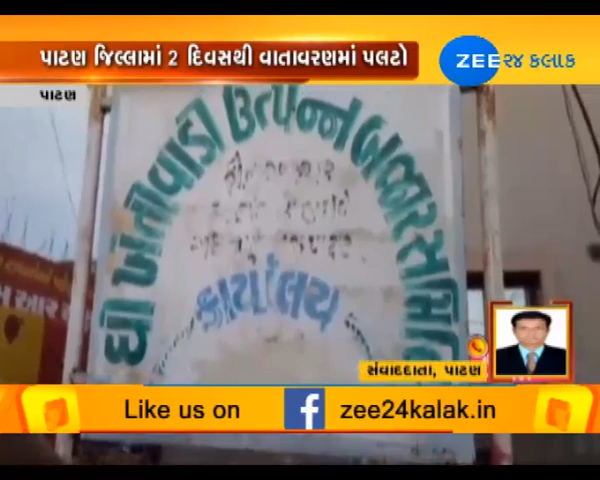 પાટણ જિલ્લામાં 2 દિવસથી વાતાવરણમાં પલટો
ZEE ૨૪ કલાક
પાટણ
ધી ખેતીવાડી ઉત્પન્ન બજાર સમિતિ
કાર્યાલય
સંવાદદાતા, પાટણ
Like us on f zee24kalak.in